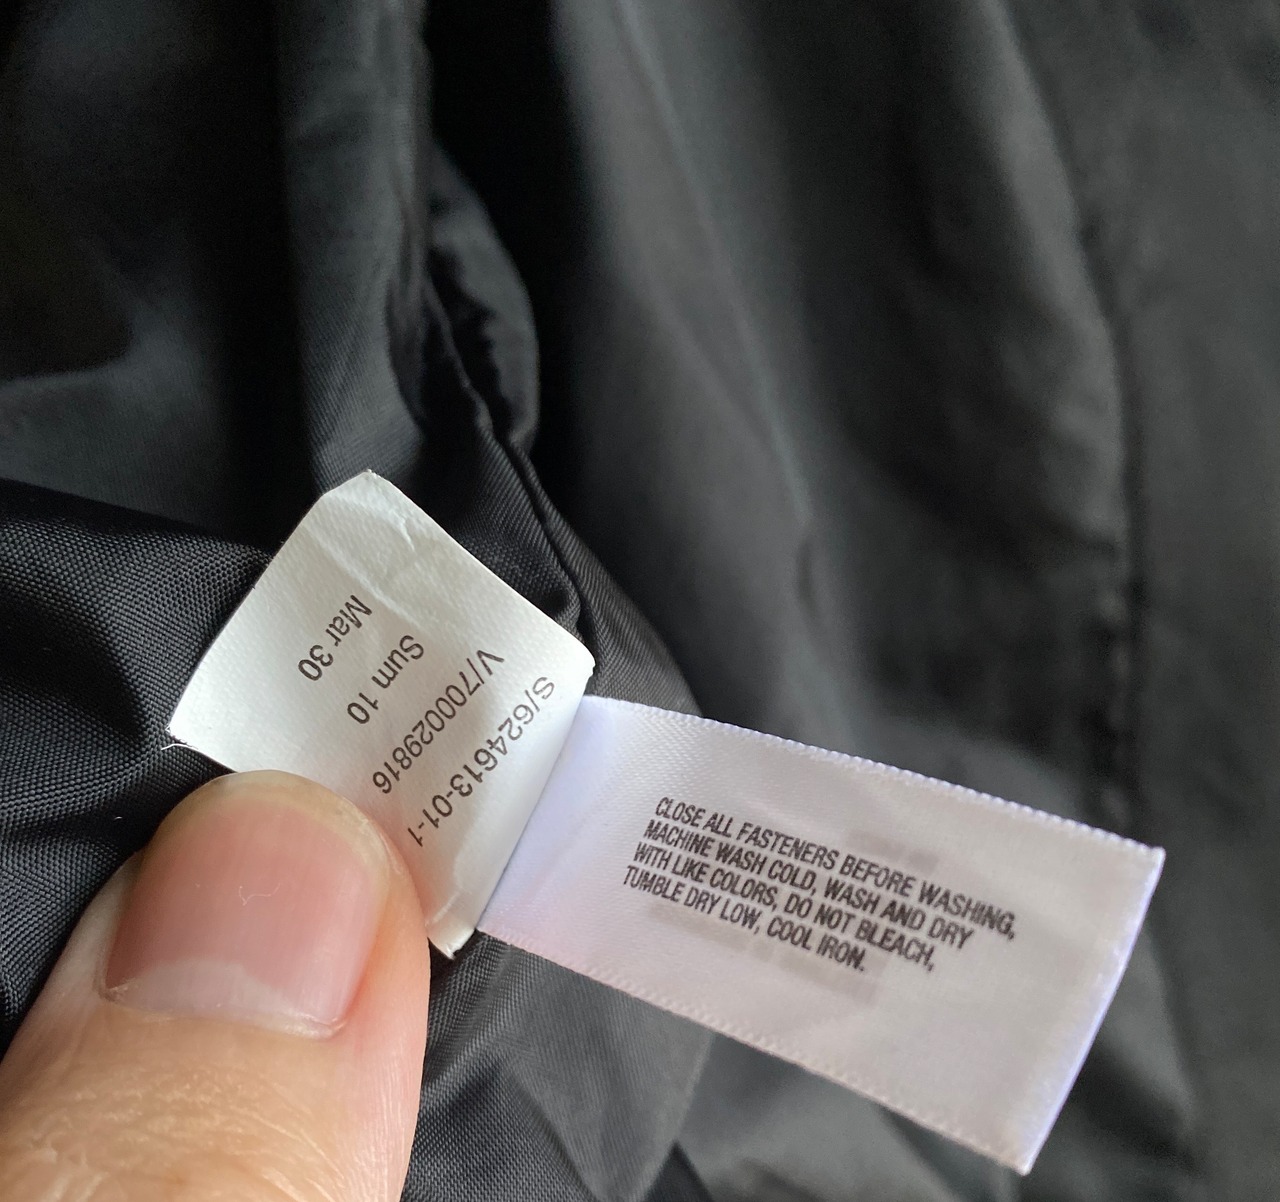 S/624613-01-1
V/700029816
Sum 10
Mar 30
CLOSE ALL FASTENERS BEFORE WASHING,
MACHINE WASH COLD, WASH AND DRY
WITH LIKE COLORS, DO NOT BLEACH,
TUMBLE DRY LOW, COOL IRON.